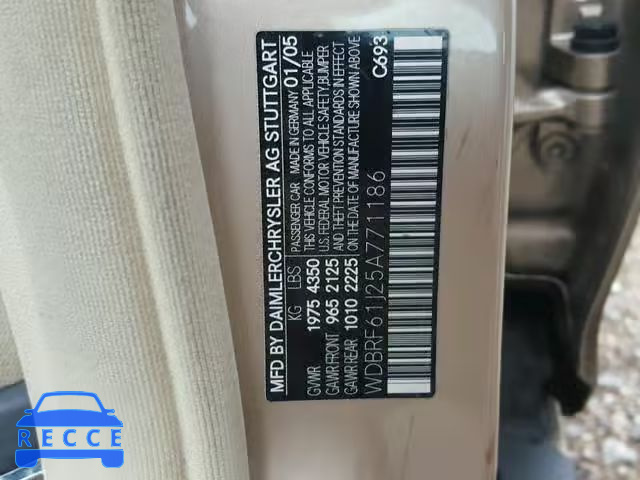 MFD BY DAIMLERCHRYSLER AG STUTTGART
PASSENGER CAR MADE IN GERMANY 01/05
THIS VEHICLE CONFORMS TO ALL APPLICABLE
U.S. FEDERAL MOTOR VEHICLE SAFETY, BUMPER
AND THEFT PREVENTION STANDARDS IN EFFECT
ON THE DATE OF MANUFACTURE SHOWN ABOVE
KG LBS
GVWR 1975 4350
GAWR FRONT 965 2125
GAWR REAR 1010 2225
C693
WDBRF61J25A771186
RECCE